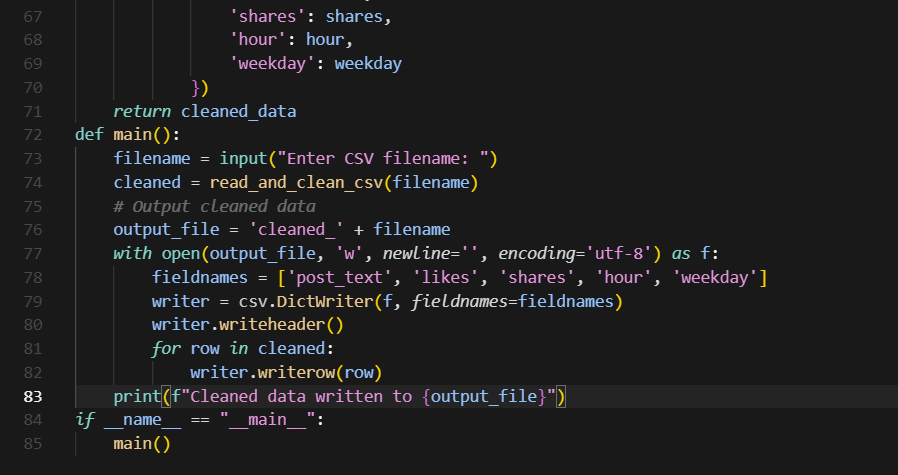 67 'shares': shares,
68 'hour': hour,
69 'weekday': weekday
70 })
71 return cleaned_data
72 def main():
73 filename = input("Enter CSV filename: ")
74 cleaned = read_and_clean_csv(filename)
75 # Output cleaned data
76 output_file = 'cleaned_' + filename
77 with open(output_file, 'w', newline='', encoding='utf-8') as f:
78 fieldnames = ['post_text', 'likes', 'shares', 'hour', 'weekday']
79 writer = csv.DictWriter(f, fieldnames=fieldnames)
80 writer.writeheader()
81 for row in cleaned:
82 writer.writerow(row)
83 print(f"Cleaned data written to {output_file}")
84 if __name__ == "__main__":
85 main()